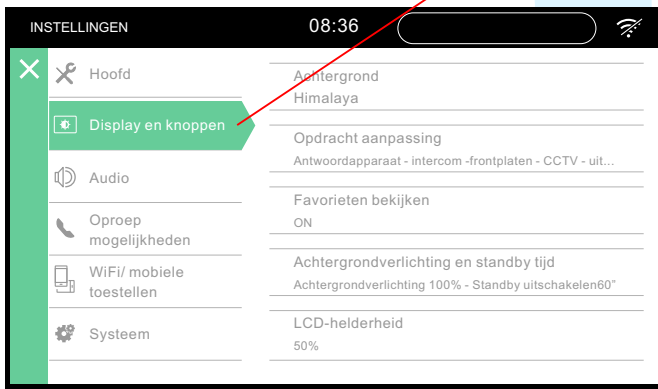 INSTELLINGEN 08:36
Hoofd
Display en knoppen
Audio
Oproep
mogelijkheden
WiFi/ mobiele
toestellen
Systeem
Achtergrond
Himalaya
Opdracht aanpassing
Antwoordapparaat - intercom -frontplaten - CCTV - uit...
Favorieten bekijken
ON
Achtergrondverlichting en standby tijd
Achtergrondverlichting 100% - Standby uitschakelen60"
LCD-helderheid
50%